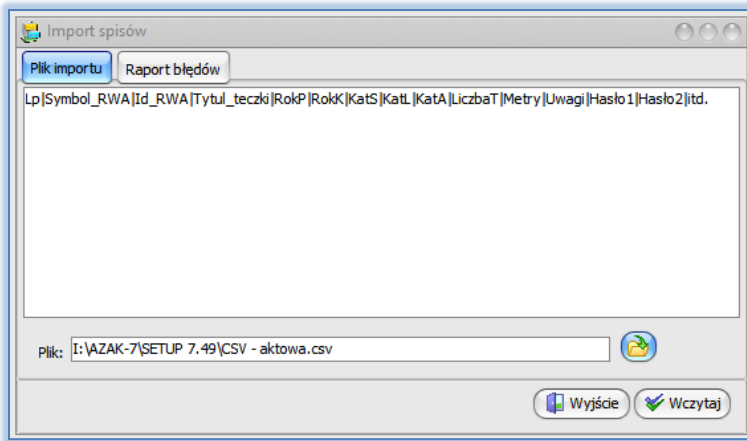 Import spisów
Plik importu Raport błędów
Lp|Symbol_RWA|Id_RWA|Tytul_teczki|RokP|RokK|KatS|KatL|KatA|LiczbaT|Metry|Uwagi|Hasło1|Hasło2|itd.
Plik: I:\AZAK-7\SETUP 7.49\CSV - aktowa.csv
Wyjście Wczytaj